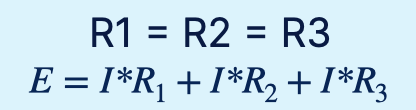 R1 = R2 = R3
E = I*R₁ + I*R₂ + I*R₃